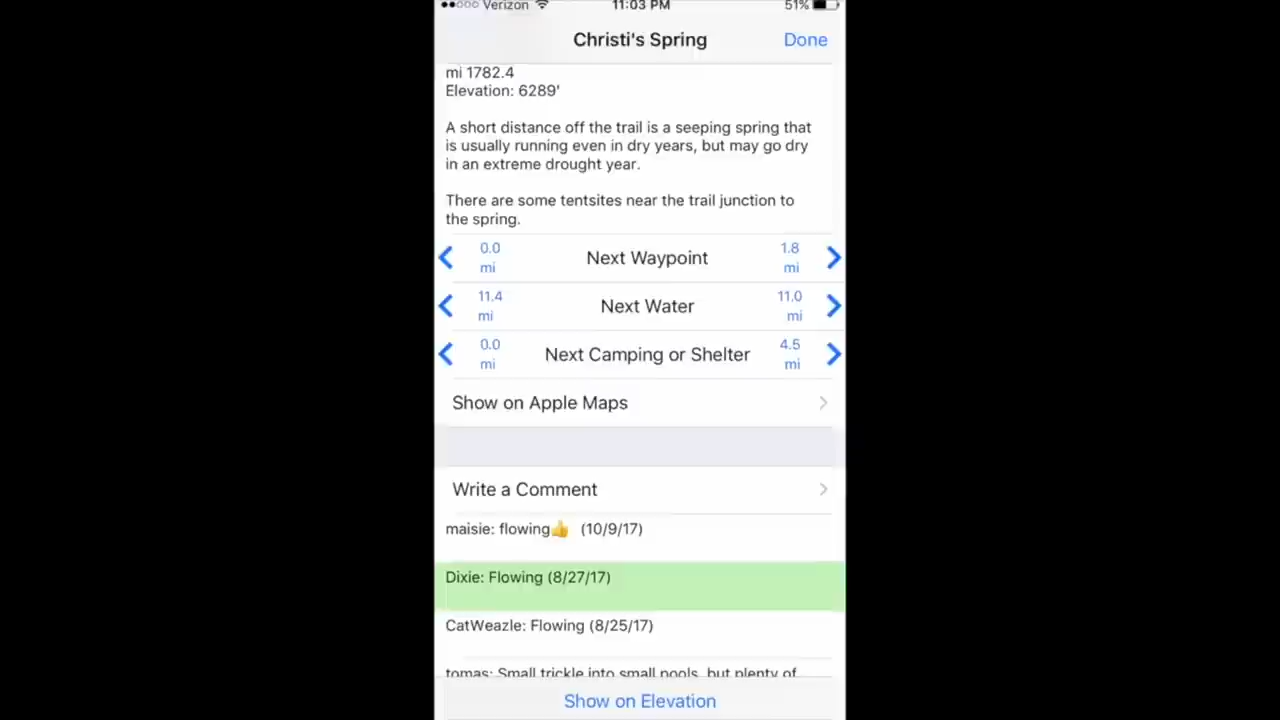 Verizon 11:03 PM 51%
Christi's Spring Done
mi 1782.4
Elevation: 6289'
A short distance off the trail is a seeping spring that
is usually running even in dry years, but may go dry
in an extreme drought year.
There are some tentsites near the trail junction to
the spring.
0.0 mi Next Waypoint 1.8 mi
11.4 mi Next Water 11.0 mi
0.0 mi Next Camping or Shelter 4.5 mi
Show on Apple Maps
Write a Comment
maisie: flowing👍 (10/9/17)
Dixie: Flowing (8/27/17)
CatWeazle: Flowing (8/25/17)
tomas: Small trickle into small pools, but plenty of
Show on Elevation